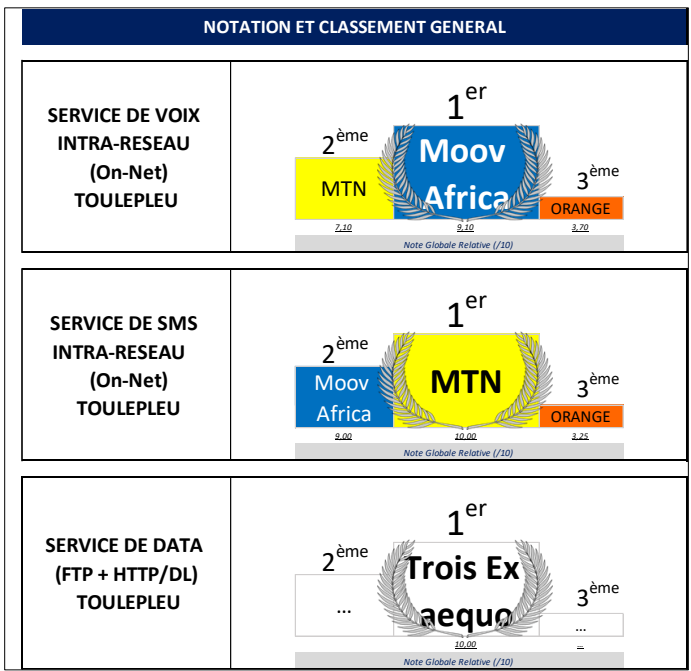 NOTATION ET CLASSEMENT GENERAL
SERVICE DE VOIX
INTRA-RESEAU
(On-Net)
TOULEPLEU
1er
2ème
3ème
Moov
Africa
MTN
ORANGE
7,10
9,10
3,70
Note Globale Relative (/10)
SERVICE DE SMS
INTRA-RESEAU
(On-Net)
TOULEPLEU
1er
2ème
3ème
MTN
Moov
Africa
ORANGE
9,00
10,00
3,25
Note Globale Relative (/10)
SERVICE DE DATA
(FTP + HTTP/DL)
TOULEPLEU
1er
2ème
3ème
Trois Ex
aequo
...
...
10,00
...
Note Globale Relative (/10)